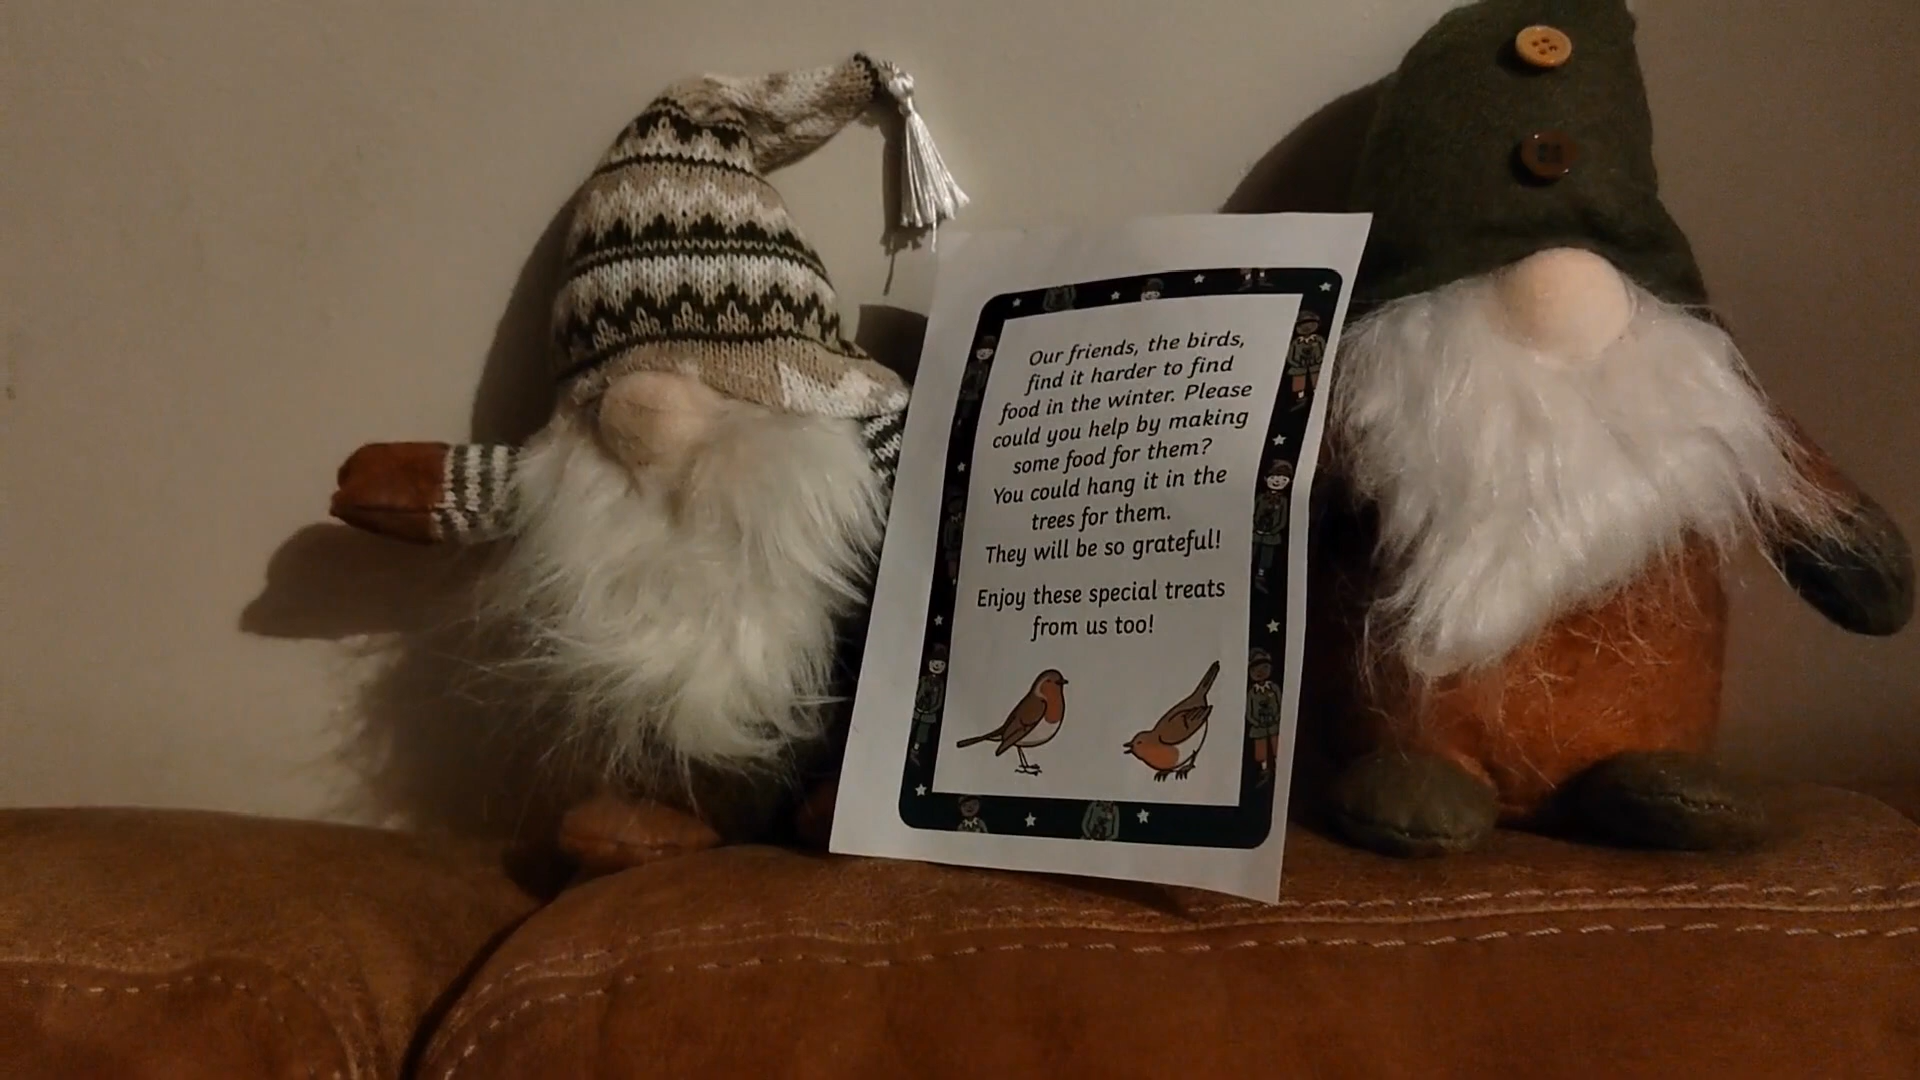 Our friends, the birds,
find it harder to find
food in the winter. Please
could you help by making
some food for them?
You could hang it in the
trees for them.
They will be so grateful!
Enjoy these special treats
from us too!